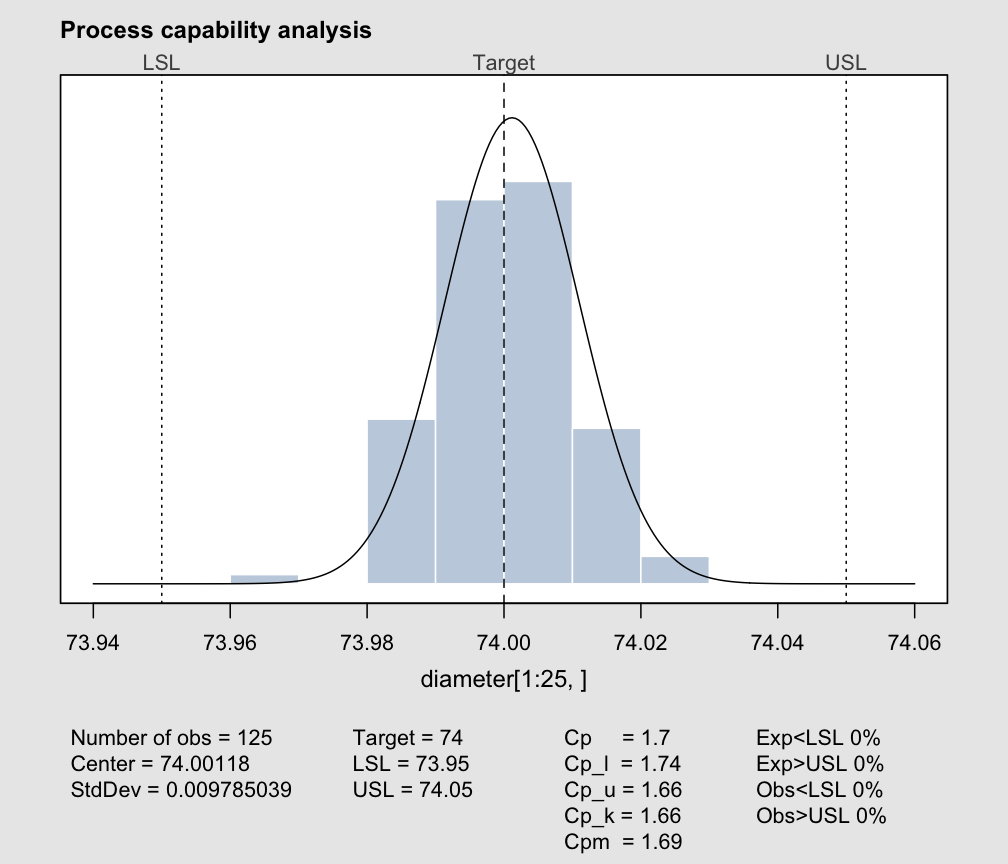 Process capability analysis
LSL Target USL
73.94 73.96 73.98 74.00 74.02 74.04 74.06
diameter[1:25, ]
Number of obs = 125
Center = 74.00118
StdDev = 0.009785039
Target = 74
LSL = 73.95
USL = 74.05
Cp = 1.7
Cp_l = 1.74
Cp_u = 1.66
Cp_k = 1.66
Cpm = 1.69
Exp<LSL 0%
Exp>USL 0%
Obs<LSL 0%
Obs>USL 0%